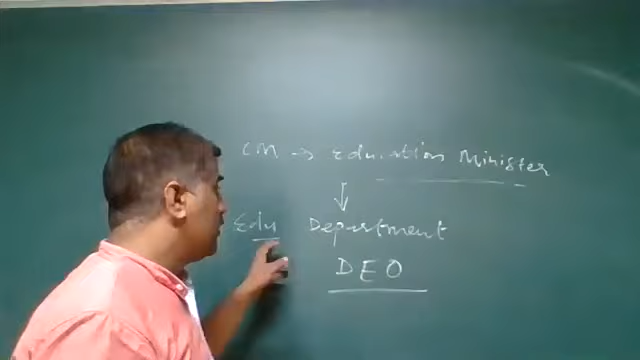 CM → Education Minister
Edu Department
DEO